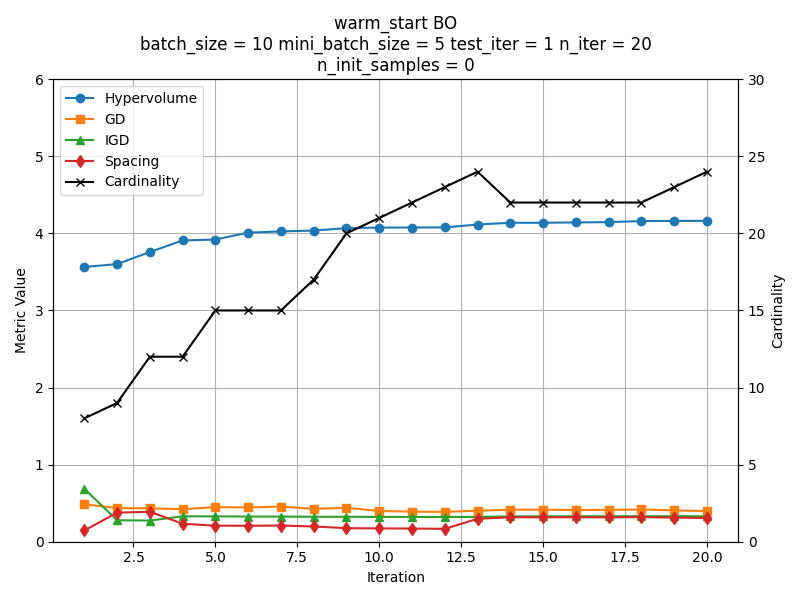 warm_start BO
batch_size = 10 mini_batch_size = 5 test_iter = 1 n_iter = 20
n_init_samples = 0
Hypervolume
GD
IGD
Spacing
Cardinality
Metric Value
6
5
4
3
2
1
0
30
25
20
15
10
5
0
Cardinality
2.5 5.0 7.5 10.0 12.5 15.0 17.5 20.0
Iteration